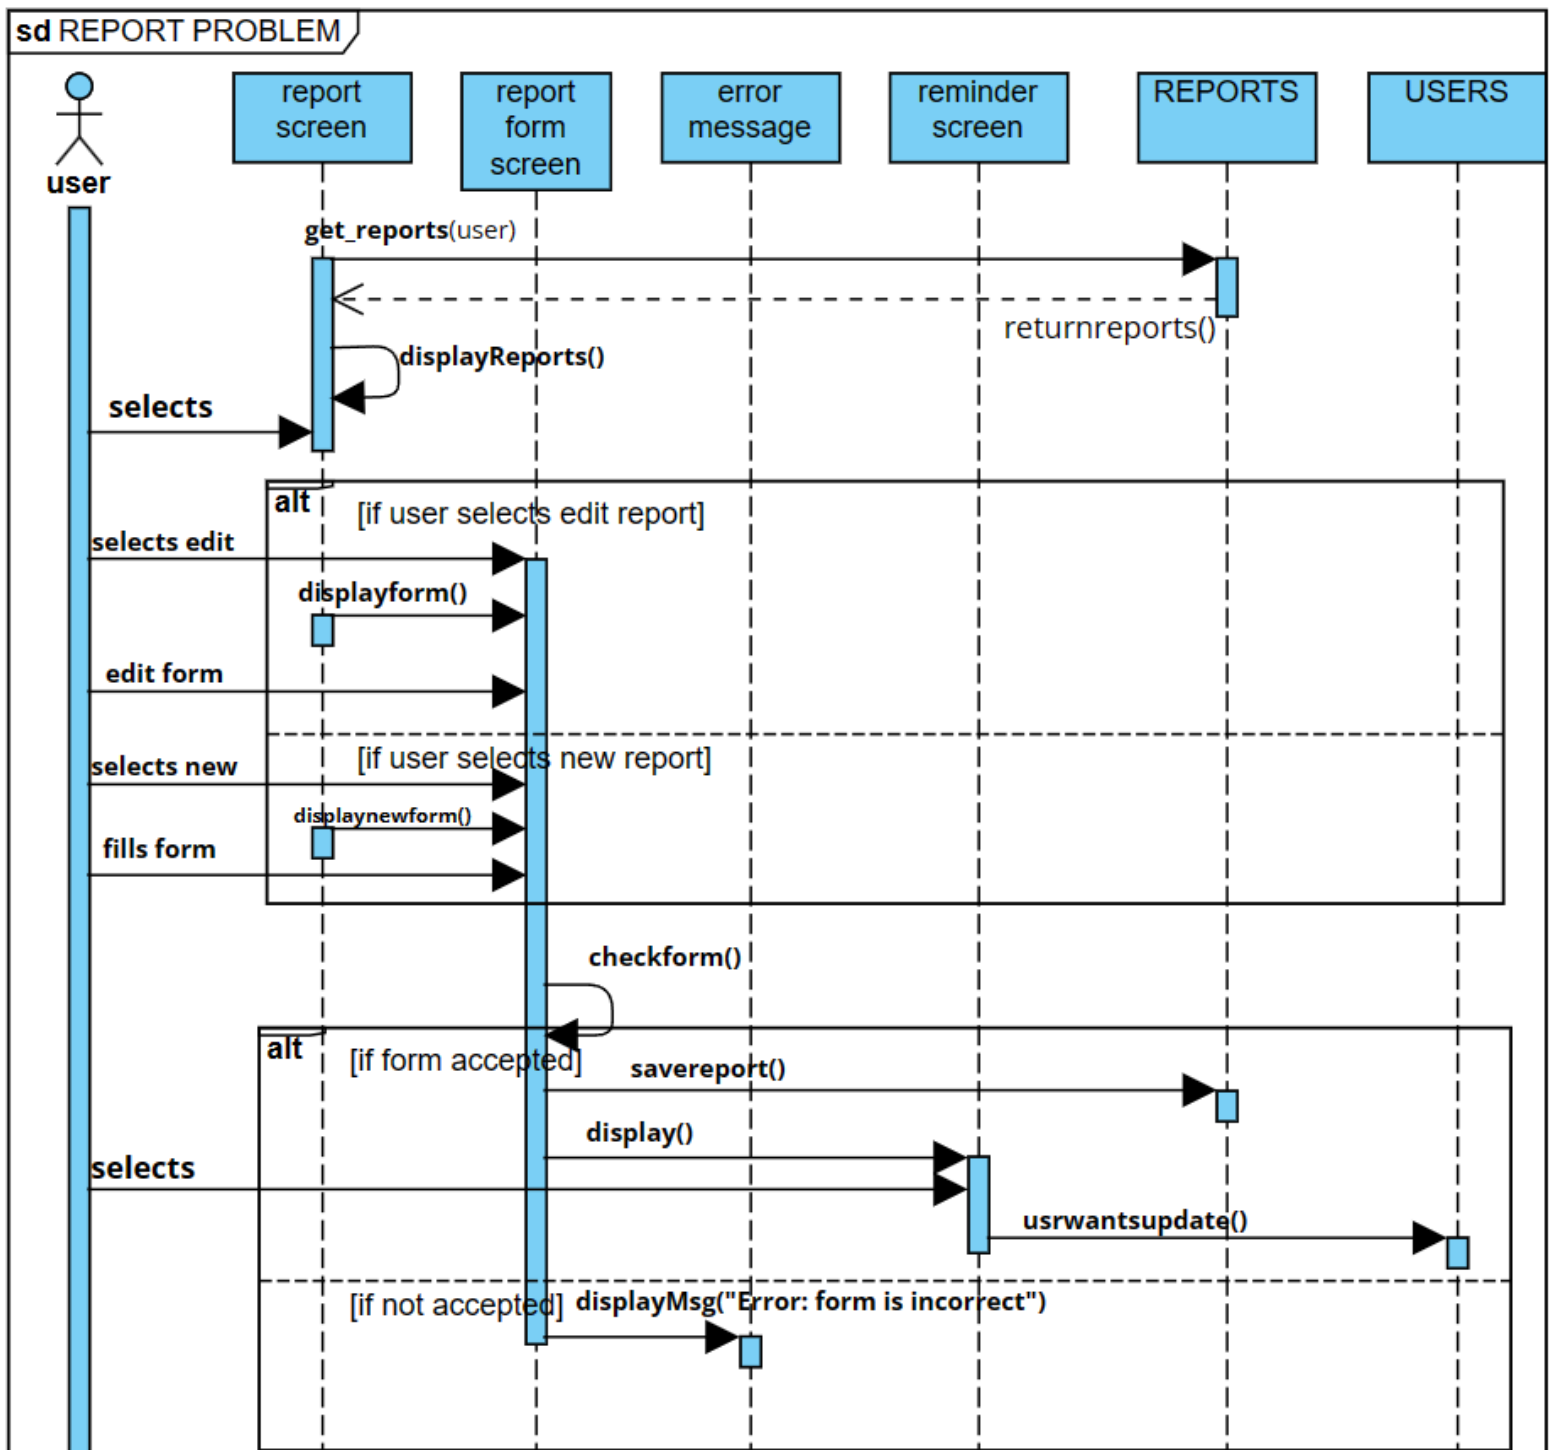 sd REPORT PROBLEM
user
report
screen
report
form
screen
error
message
reminder
screen
REPORTS
USERS
get_reports(user)
returnreports()
displayReports()
selects
alt
[if user selects edit report]
selects edit
displayform()
edit form
[if user selects new report]
selects new
displaynewform()
fills form
checkform()
alt
[if form accepted]
savereport()
display()
selects
usrwantsupdate()
[if not accepted]
displayMsg("Error: form is incorrect")